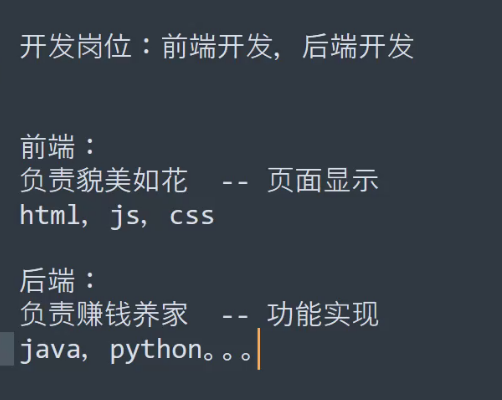 开发岗位：前端开发，后端开发
前端：
负责貌美如花  -- 页面显示
html，js，css
后端：
负责赚钱养家  -- 功能实现
java，python。。。